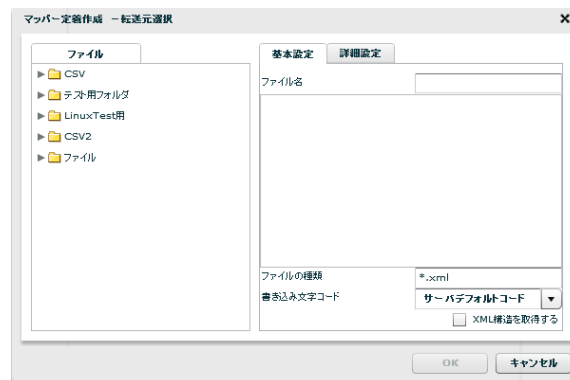 マッパー定義作成 －転送元選択
ファイル
CSV
テスト用フォルダ
LinuxTest用
CSV2
ファイル
基本設定 詳細設定
ファイル名
ファイルの種類 *.xml
書き込み文字コード サーバデフォルトコード
XML構造を取得する
OK キャンセル